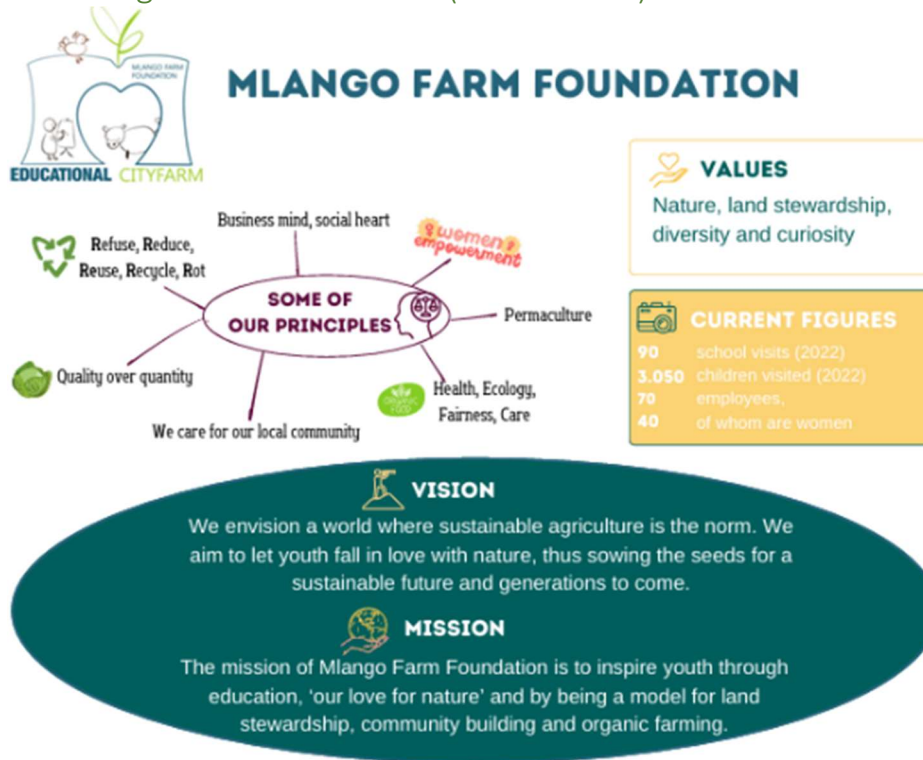 MLANGO FARM
FOUNDATION
EDUCATIONAL CITYFARM
MLANGO FARM FOUNDATION
VALUES
Nature, land stewardship,
diversity and curiosity
Business mind, social heart
women
empowerment
Refuse, Reduce,
Reuse, Recycle, Rot
SOME OF
OUR PRINCIPLES
Permaculture
Quality over quantity
ORGANIC
FOOD
Health, Ecology,
Fairness, Care
We care for our local community
CURRENT FIGURES
90 school visits (2022)
3.050 children visited (2022)
70 employees,
40 of whom are women
VISION
We envision a world where sustainable agriculture is the norm. We
aim to let youth fall in love with nature, thus sowing the seeds for a
sustainable future and generations to come.
MISSION
The mission of Mlango Farm Foundation is to inspire youth through
education, 'our love for nature' and by being a model for land
stewardship, community building and organic farming.